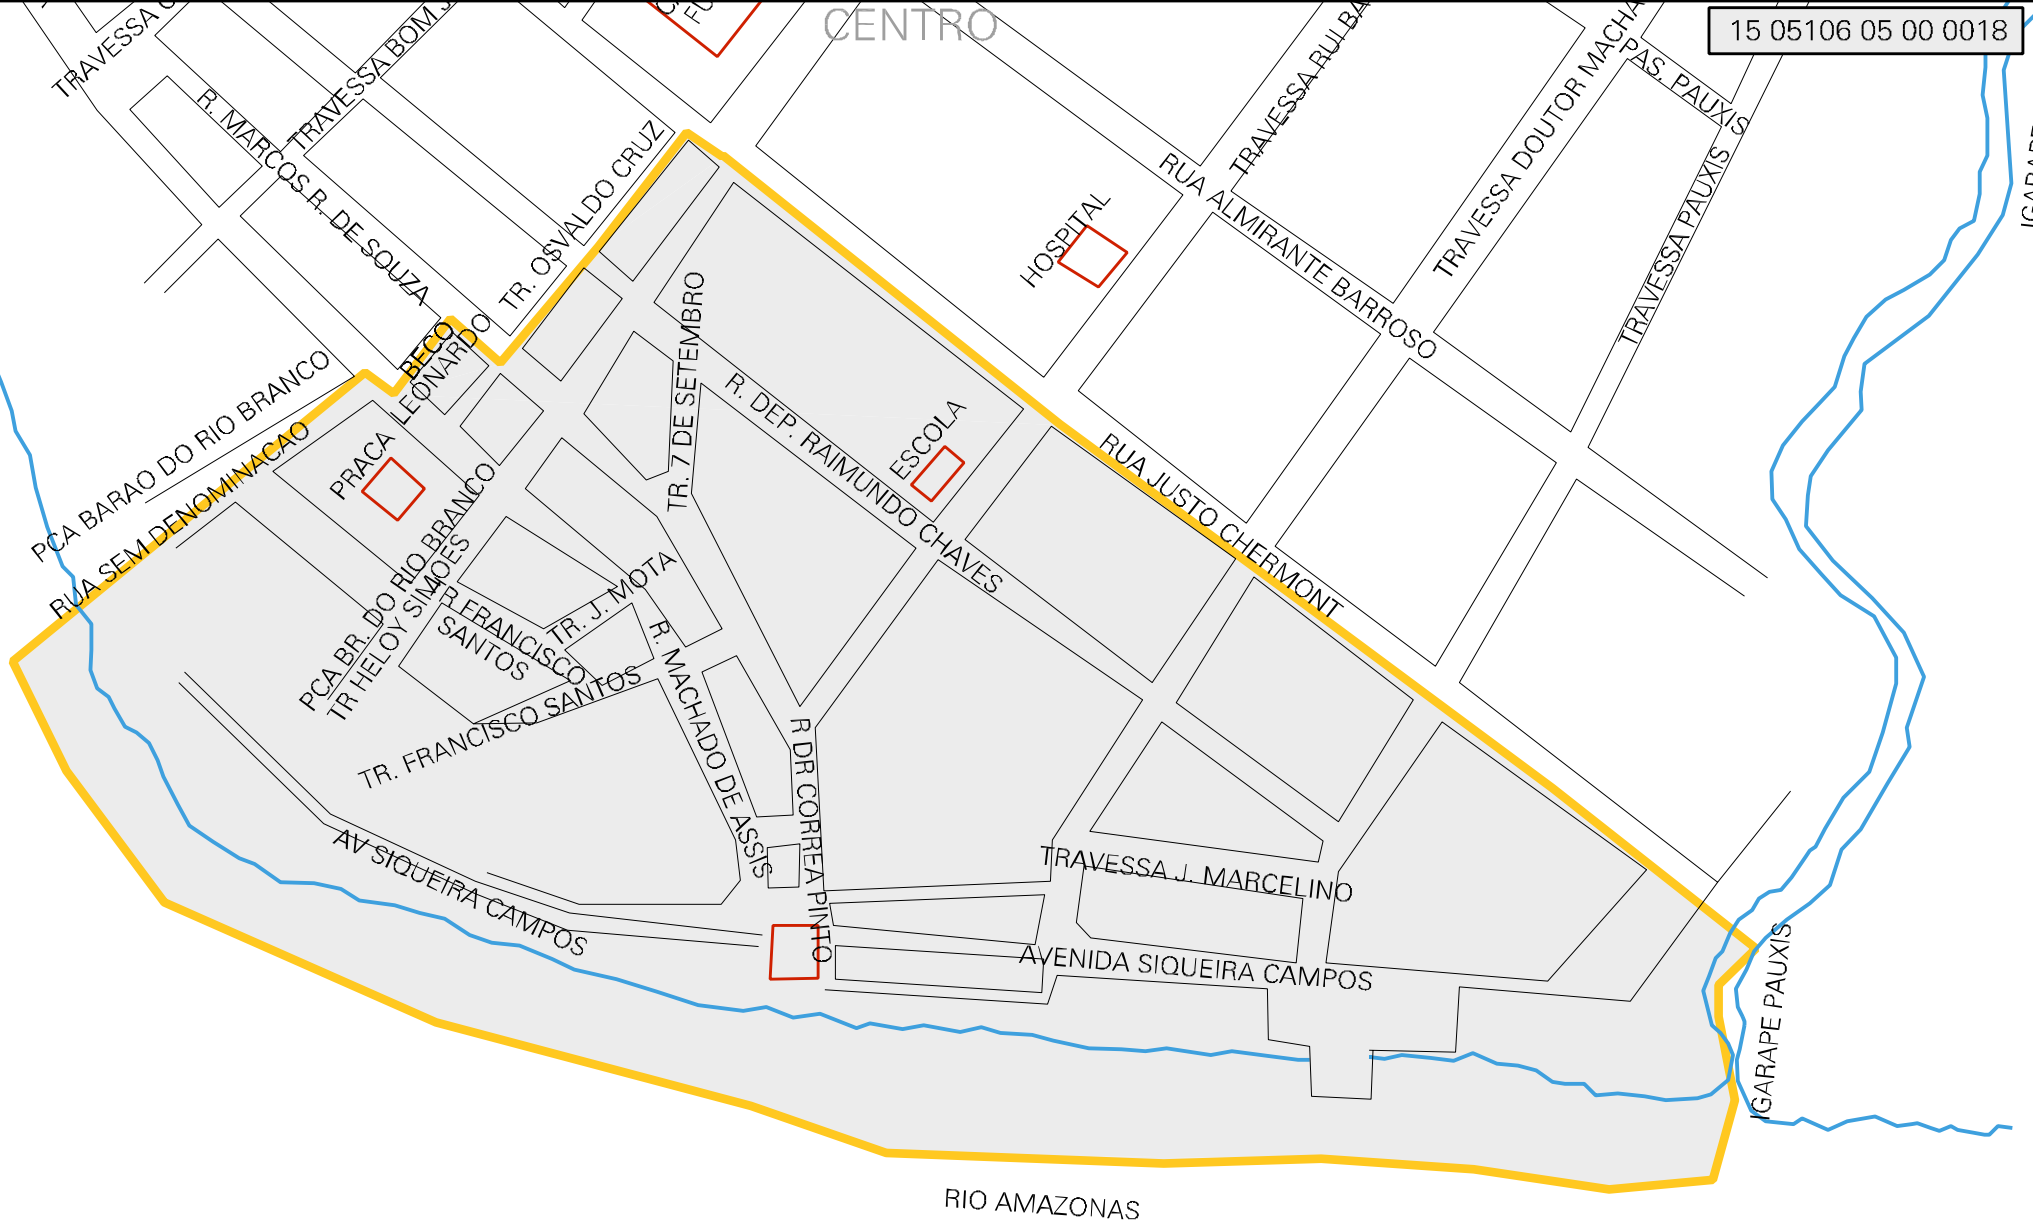 CENTRO
15 05106 05 00 0018
TRAVESSA
TRAVESSA BOM
R. MARCOS R. DE SOUZA
TR. OSVALDO CRUZ
TRAVESSA RUI
TRAVESSA DOUTOR
PAS. PAUXIS
TRAVESSA PAUXIS
RUA ALMIRANTE BARROSO
HOSPITAL
BECO
LEONARDO
PCA BARAO DO RIO BRANCO
RUA SEM DENOMINACAO
PRACA
TR. 7 DE SETEMBRO
R. DEP. RAIMUNDO CHAVES
ESCOLA
RUA JUSTO CHERMONT
PCA BR. DO RIO BRANCO
TR HELOY SIMOES
R FRANCISCO
SANTOS
TR. J. MOTA
TR. FRANCISCO SANTOS
R. MACHADO DE ASSIS
R DR CORREA PINTO
AV SIQUEIRA CAMPOS
TRAVESSA J. MARCELINO
AVENIDA SIQUEIRA CAMPOS
IGARAPE PAUXIS
RIO AMAZONAS